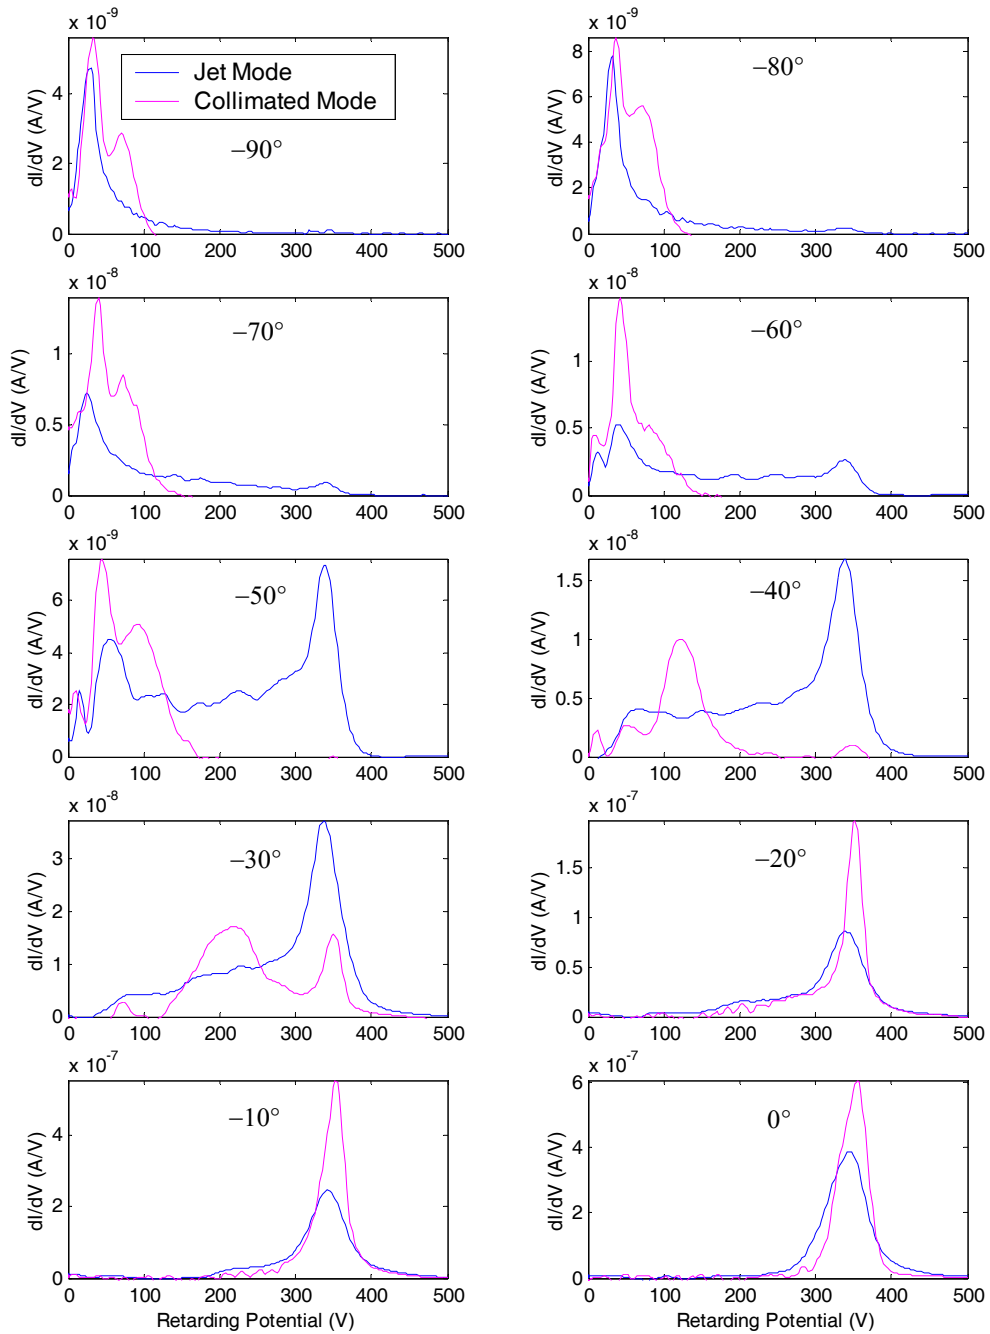 x 10-9
x 10-9
Jet Mode
Collimated Mode
−90°
−80°
dI/dV (A/V)
dI/dV (A/V)
4
2
0
8
6
4
2
0
0 100 200 300 400 500
0 100 200 300 400 500
x 10-8
x 10-8
−70°
−60°
dI/dV (A/V)
dI/dV (A/V)
1
0.5
0
1
0.5
0
0 100 200 300 400 500
0 100 200 300 400 500
x 10-9
x 10-8
−50°
−40°
dI/dV (A/V)
dI/dV (A/V)
6
4
2
0
1.5
1
0.5
0
0 100 200 300 400 500
0 100 200 300 400 500
x 10-8
x 10-7
−30°
−20°
dI/dV (A/V)
dI/dV (A/V)
3
2
1
0
1.5
1
0.5
0
0 100 200 300 400 500
0 100 200 300 400 500
x 10-7
x 10-7
−10°
0°
dI/dV (A/V)
dI/dV (A/V)
4
2
0
6
4
2
0
0 100 200 300 400 500
0 100 200 300 400 500
Retarding Potential (V)
Retarding Potential (V)